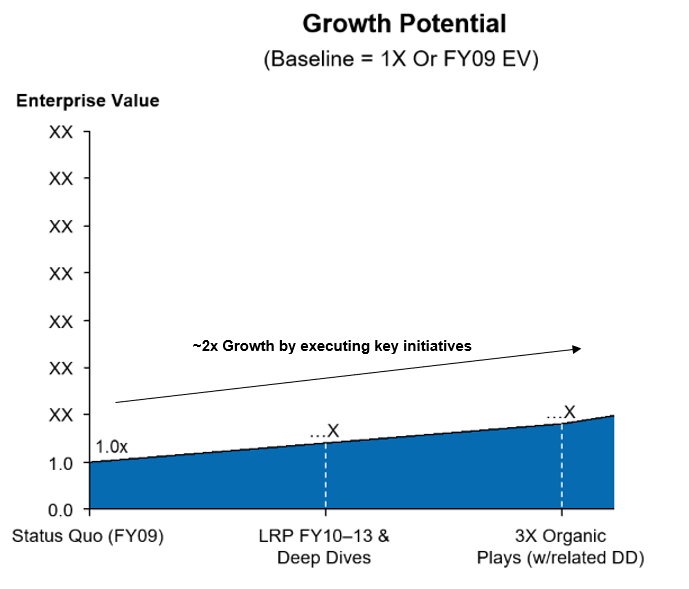 Growth Potential
(Baseline = 1X Or FY09 EV)
Enterprise Value
XX
XX
XX
XX
XX
~2x Growth by executing key initiatives
XX
XX
…X
…X
1.0x
1.0
0.0
Status Quo (FY09)
LRP FY10–13 &
Deep Dives
3X Organic
Plays (w/related DD)